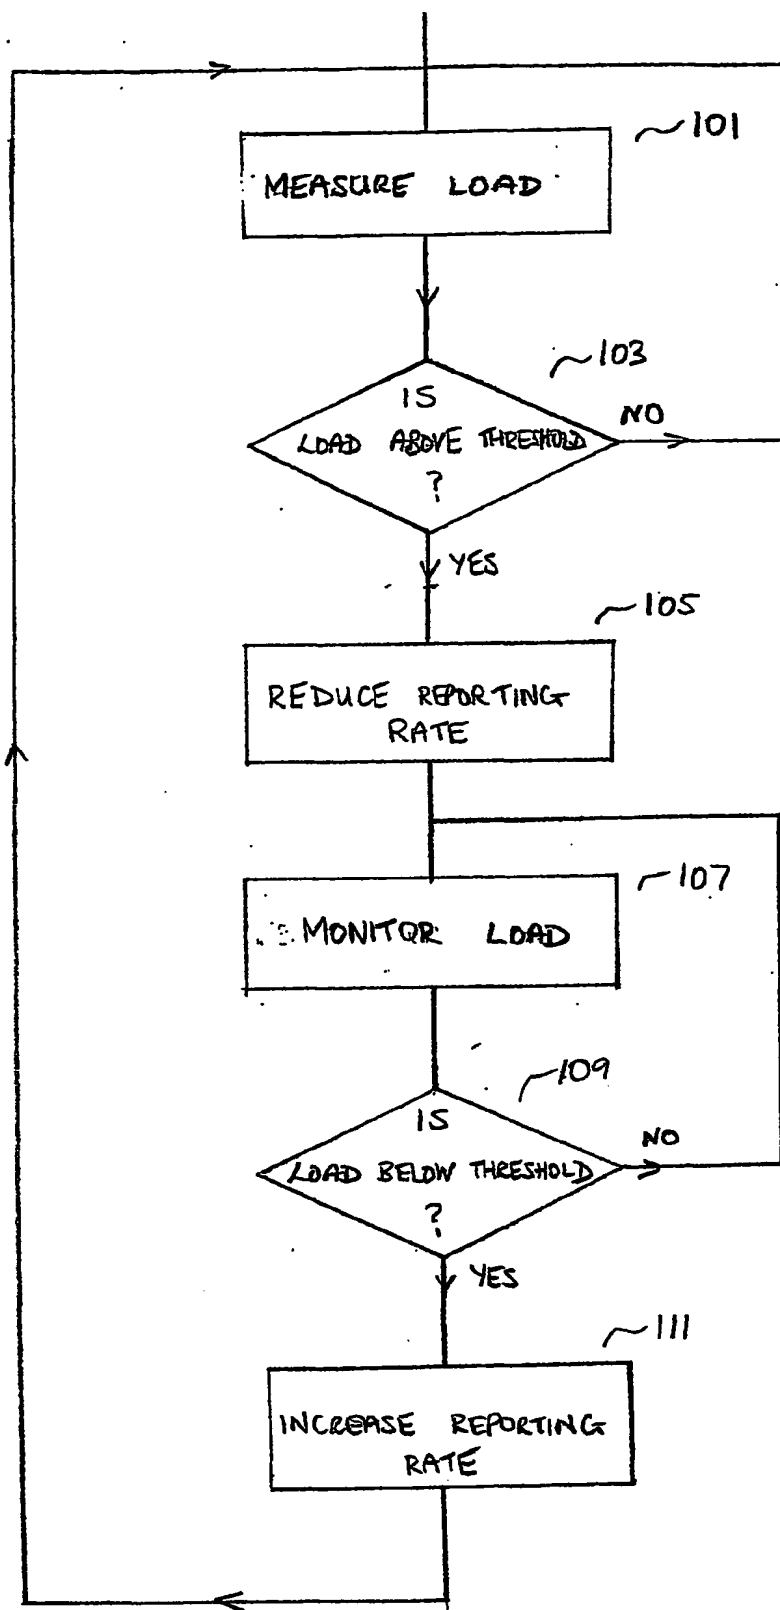 101
MEASURE LOAD
103
IS
LOAD ABOVE THRESHOLD
?
NO
YES
105
REDUCE REPORTING
RATE
107
MONITOR LOAD
109
IS
LOAD BELOW THRESHOLD
?
NO
YES
111
INCREASE REPORTING
RATE